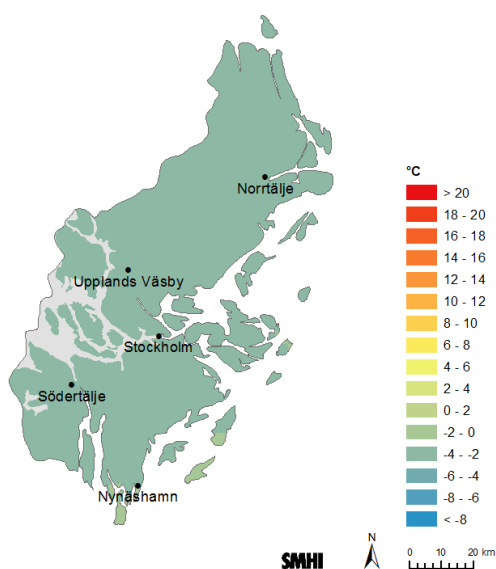 Norrtälje
Upplands Väsby
Stockholm
Södertälje
Nynäshamn
°C
> 20
18 - 20
16 - 18
14 - 16
12 - 14
10 - 12
8 - 10
6 - 8
4 - 6
2 - 4
0 - 2
-2 - 0
-4 - -2
-6 - -4
-8 - -6
< -8
SMHI
N
0 10 20 km